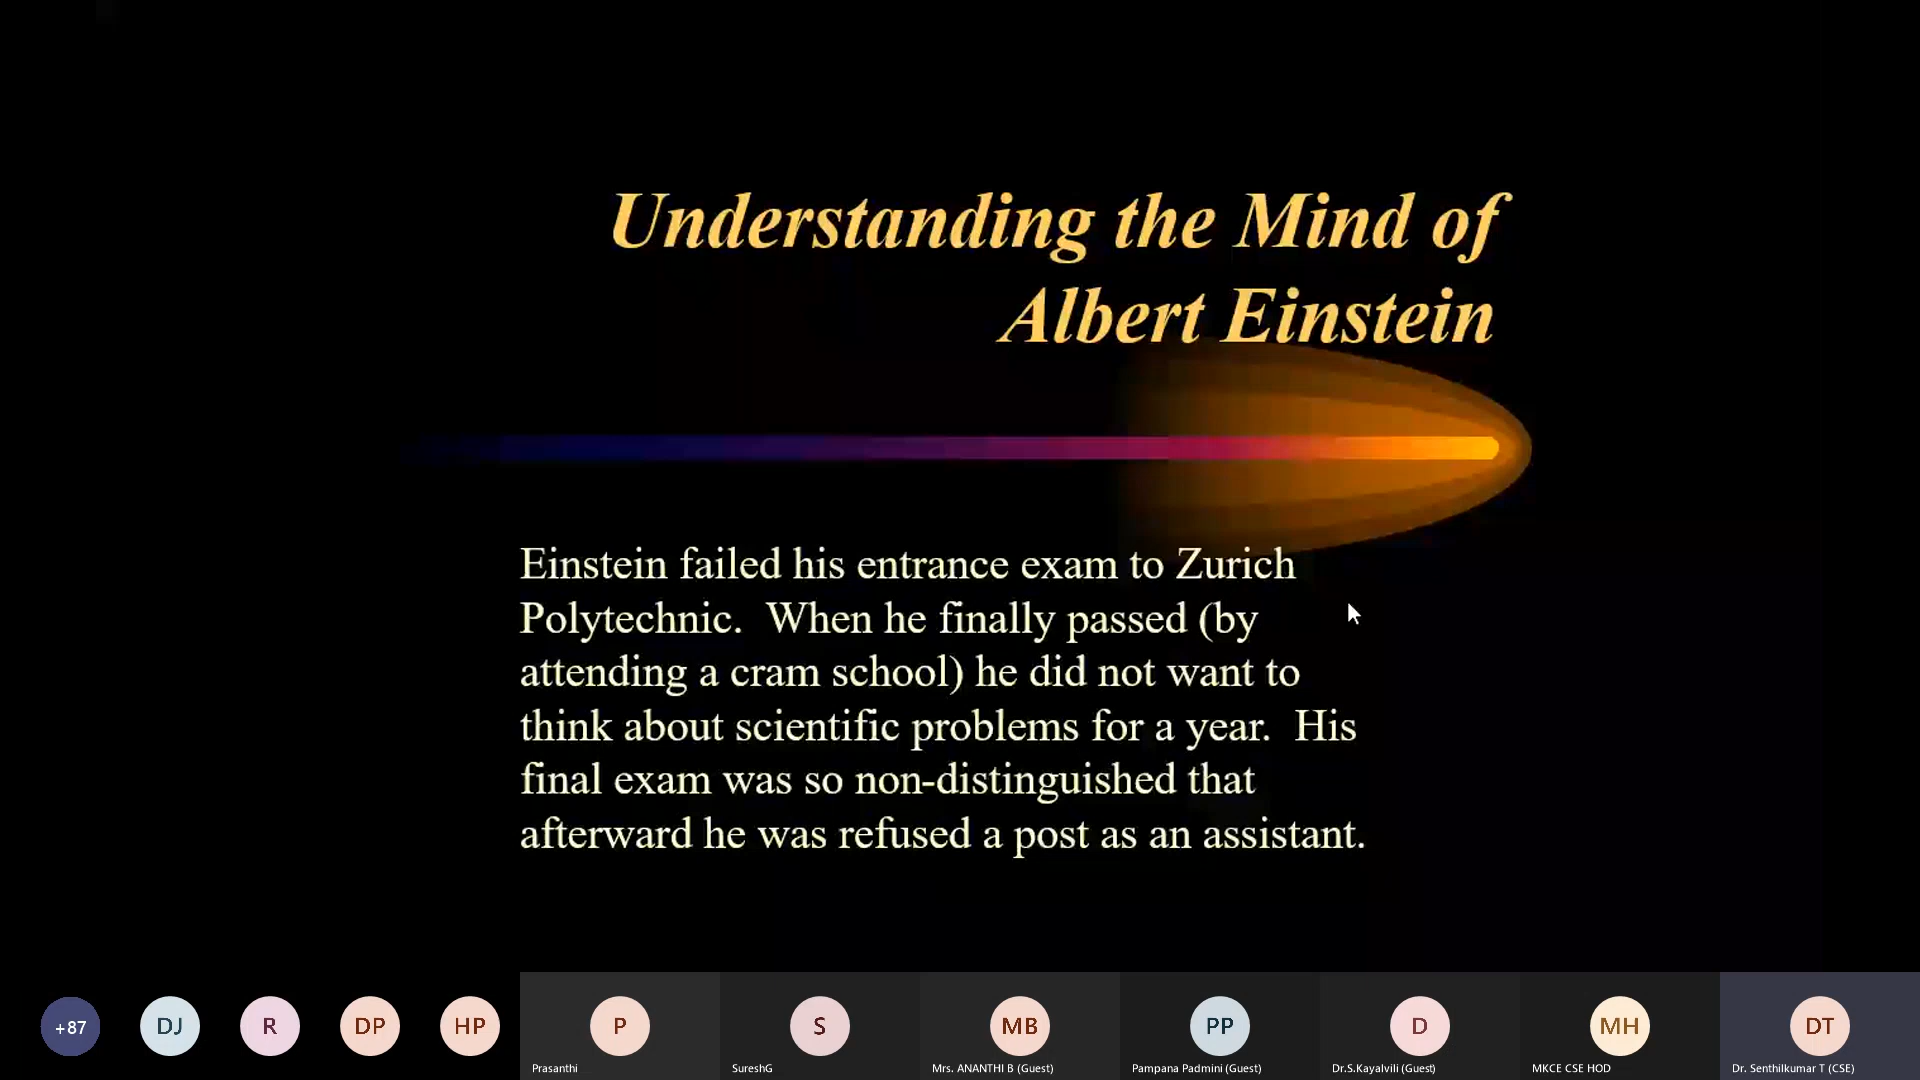 Understanding the Mind of
Albert Einstein
Einstein failed his entrance exam to Zurich
Polytechnic.  When he finally passed (by
attending a cram school) he did not want to
think about scientific problems for a year.  His
final exam was so non-distinguished that
afterward he was refused a post as an assistant.
+87
DJ
R
DP
HP
P
S
MB
PP
D
MH
DT
Prasanthi
SureshG
Mrs. ANANTHI B (Guest)
Pampana Padmini (Guest)
Dr.S.Kayalvili (Guest)
MKCE CSE HOD
Dr. Senthilkumar T (CSE)